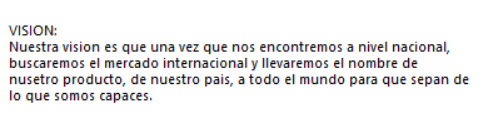 VISION:
Nuestra vision es que una vez que nos encontremos a nivel nacional,
buscaremos el mercado internacional y llevaremos el nombre de
nusetro producto, de nuestro pais, a todo el mundo para que sepan de
lo que somos capaces.